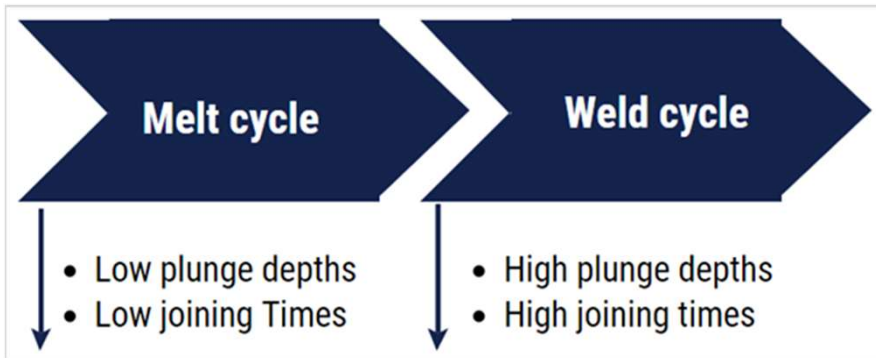 Melt cycle
Weld cycle
• Low plunge depths
• Low joining Times
• High plunge depths
• High joining times